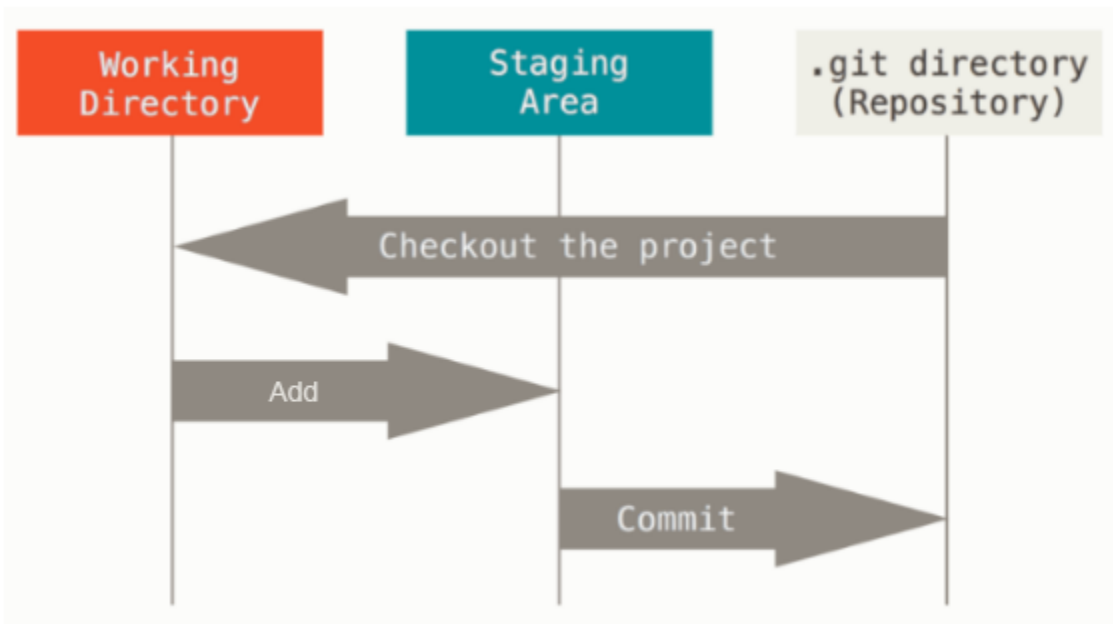 Working
Directory
Staging
Area
.git directory
(Repository)
Checkout the project
Add
Commit